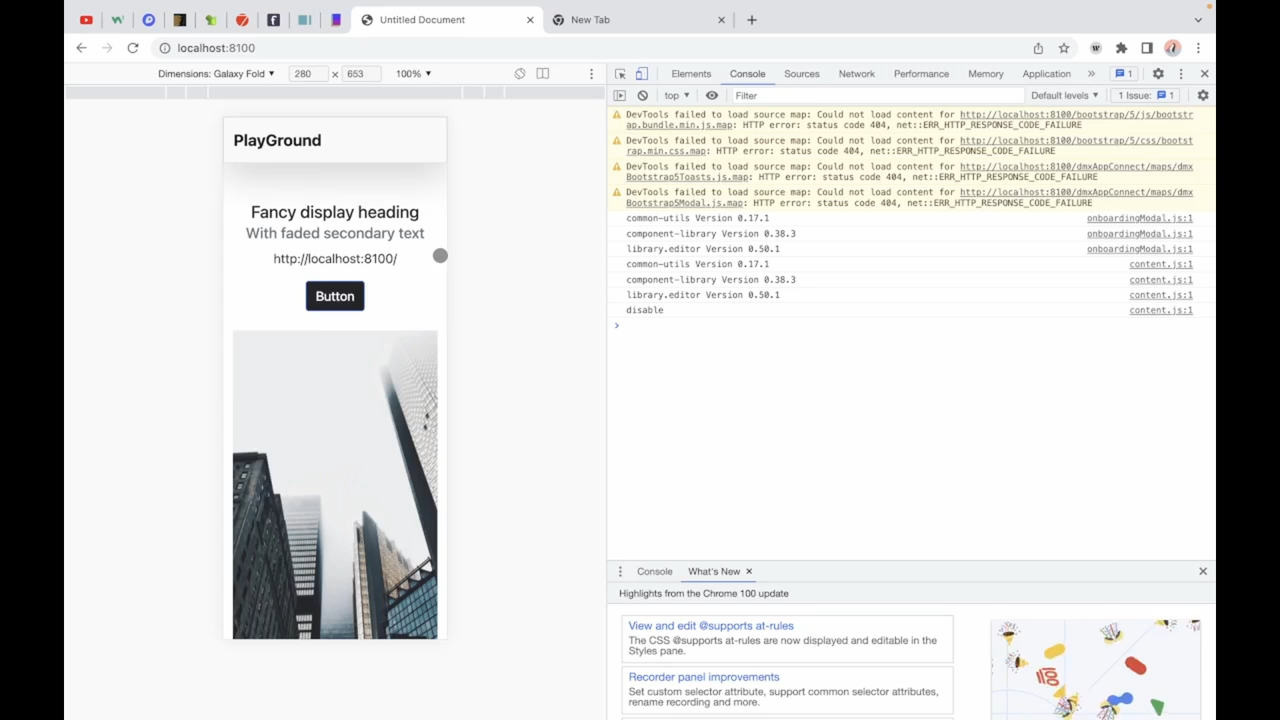 Untitled Document
New Tab
localhost:8100
Dimensions: Galaxy Fold ▼
280 × 653
100% ▼
Elements
Console
Sources
Network
Performance
Memory
Application
»
1
top ▼
Filter
Default levels ▼
1 Issue: 1
PlayGround
Fancy display heading
With faded secondary text
http://localhost:8100/
Button
DevTools failed to load source map: Could not load content for http://localhost:8100/bootstrap/5/js/bootstr
ap.bundle.min.js.map: HTTP error: status code 404, net::ERR_HTTP_RESPONSE_CODE_FAILURE
DevTools failed to load source map: Could not load content for http://localhost:8100/bootstrap/5/css/bootst
rap.min.css.map: HTTP error: status code 404, net::ERR_HTTP_RESPONSE_CODE_FAILURE
DevTools failed to load source map: Could not load content for http://localhost:8100/dmxAppConnect/maps/dmx
Bootstrap5Toasts.js.map: HTTP error: status code 404, net::ERR_HTTP_RESPONSE_CODE_FAILURE
DevTools failed to load source map: Could not load content for http://localhost:8100/dmxAppConnect/maps/dmx
Bootstrap5Modal.js.map: HTTP error: status code 404, net::ERR_HTTP_RESPONSE_CODE_FAILURE
common-utils Version 0.17.1 onboardingModal.js:1
component-library Version 0.38.3 onboardingModal.js:1
library.editor Version 0.50.1 onboardingModal.js:1
common-utils Version 0.17.1 content.js:1
component-library Version 0.38.3 content.js:1
library.editor Version 0.50.1 content.js:1
disable content.js:1
Console
What's New
Highlights from the Chrome 100 update
View and edit @supports at-rules
The CSS @supports at-rules are now displayed and editable in the
Styles pane.
Recorder panel improvements
Set custom selector attribute, support common selector attributes,
rename recording and more.